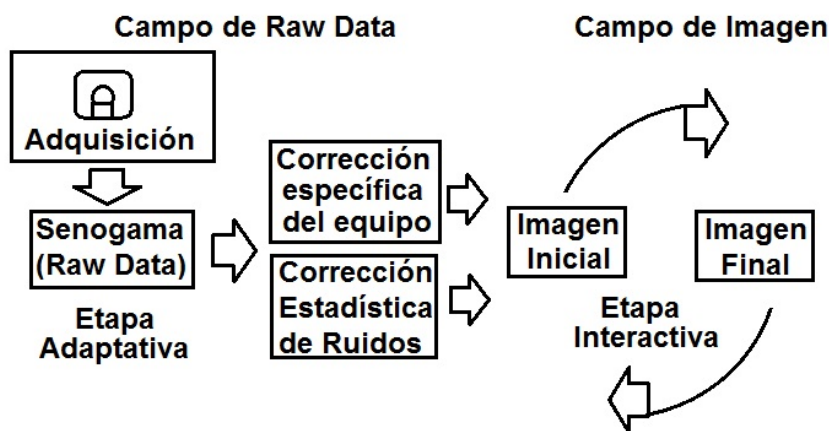 Campo de Raw Data
Campo de Imagen
Adquisición
Senogama
(Raw Data)
Etapa
Adaptativa
Corrección
específica
del equipo
Corrección
Estadística
de Ruidos
Imagen
Inicial
Imagen
Final
Etapa
Interactiva